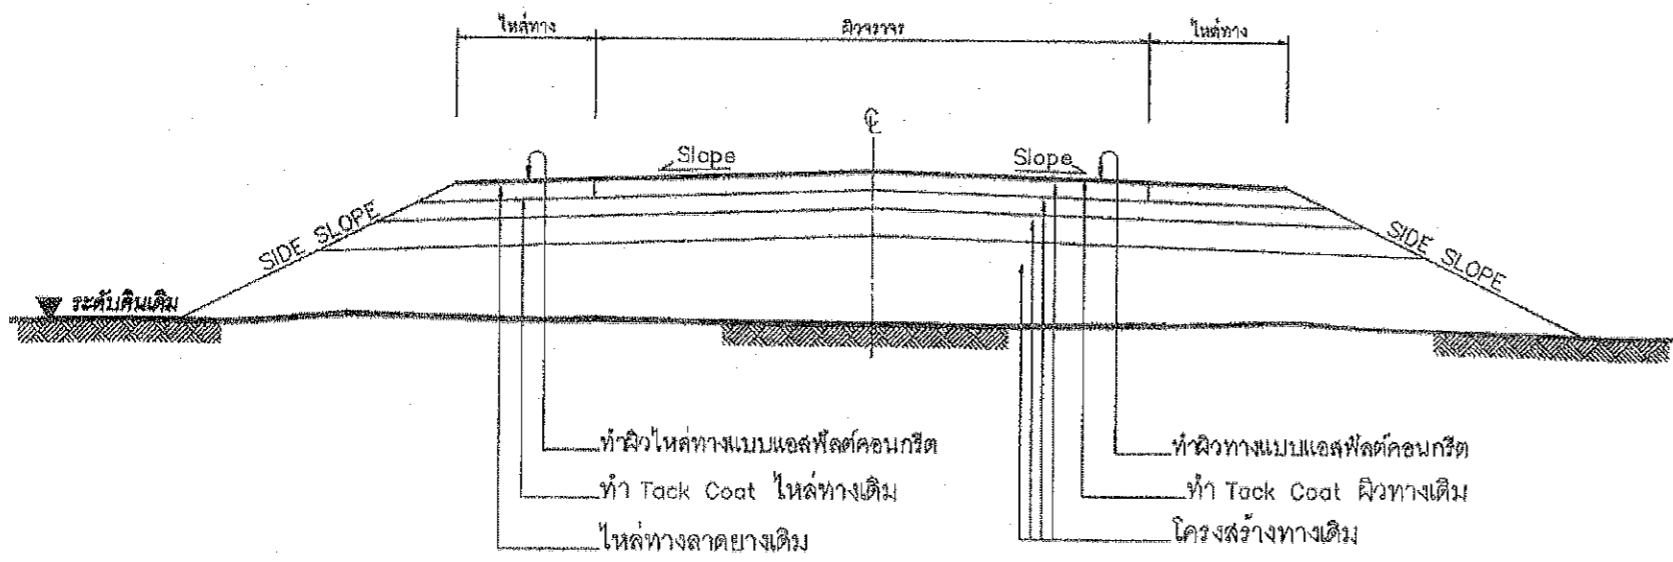 ไหล่ทาง ผิวจราจร ไหล่ทาง
℄
Slope Slope
SIDE SLOPE SIDE SLOPE
ระดับดินเดิม
ทำผิวไหล่ทางแบบแอสฟัลต์คอนกรีต ทำผิวทางแบบแอสฟัลต์คอนกรีต
ทำ Tack Coat ไหล่ทางเดิม ทำ Tack Coat ผิวทางเดิม
ไหล่ทางลาดยางเดิม โครงสร้างทางเดิม